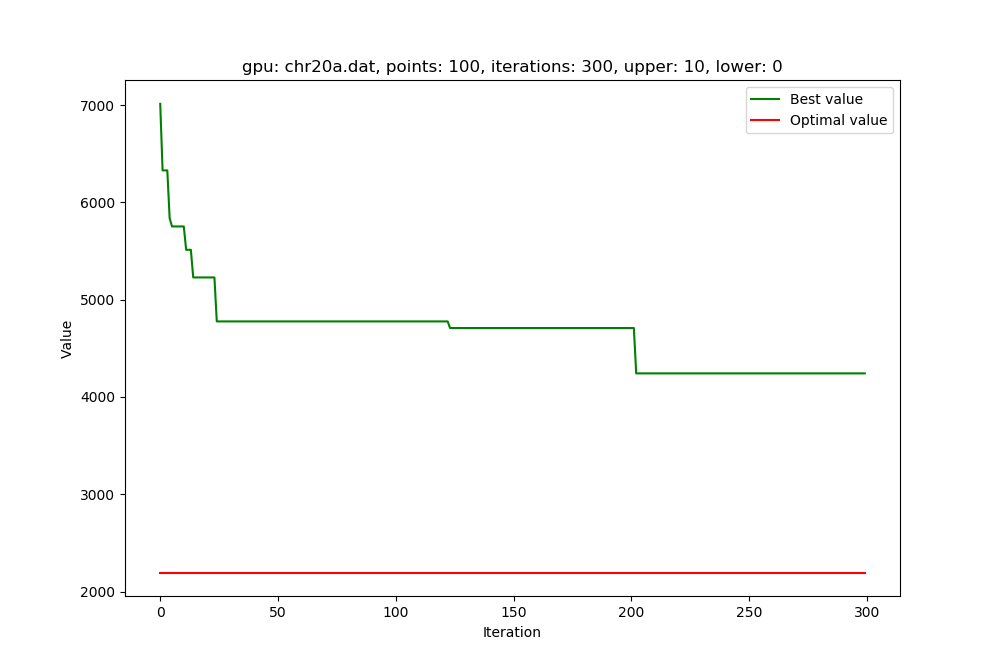 gpu: chr20a.dat, points: 100, iterations: 300, upper: 10, lower: 0
Best value
Optimal value
7000
6000
5000
4000
3000
2000
Value
0 50 100 150 200 250 300
Iteration